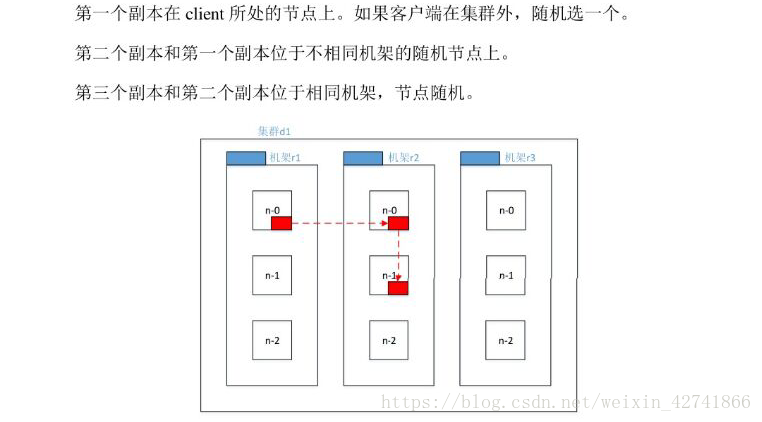 第一个副本在 client 所处的节点上。如果客户端在集群外，随机选一个。
第二个副本和第一个副本位于不相同机架的随机节点上。
第三个副本和第二个副本位于相同机架，节点随机。
集群d1
机架r1 机架r2 机架r3
n-0 n-0 n-0
n-1 n-1 n-1
n-2 n-2 n-2
https://blog.csdn.net/weixin_42741866